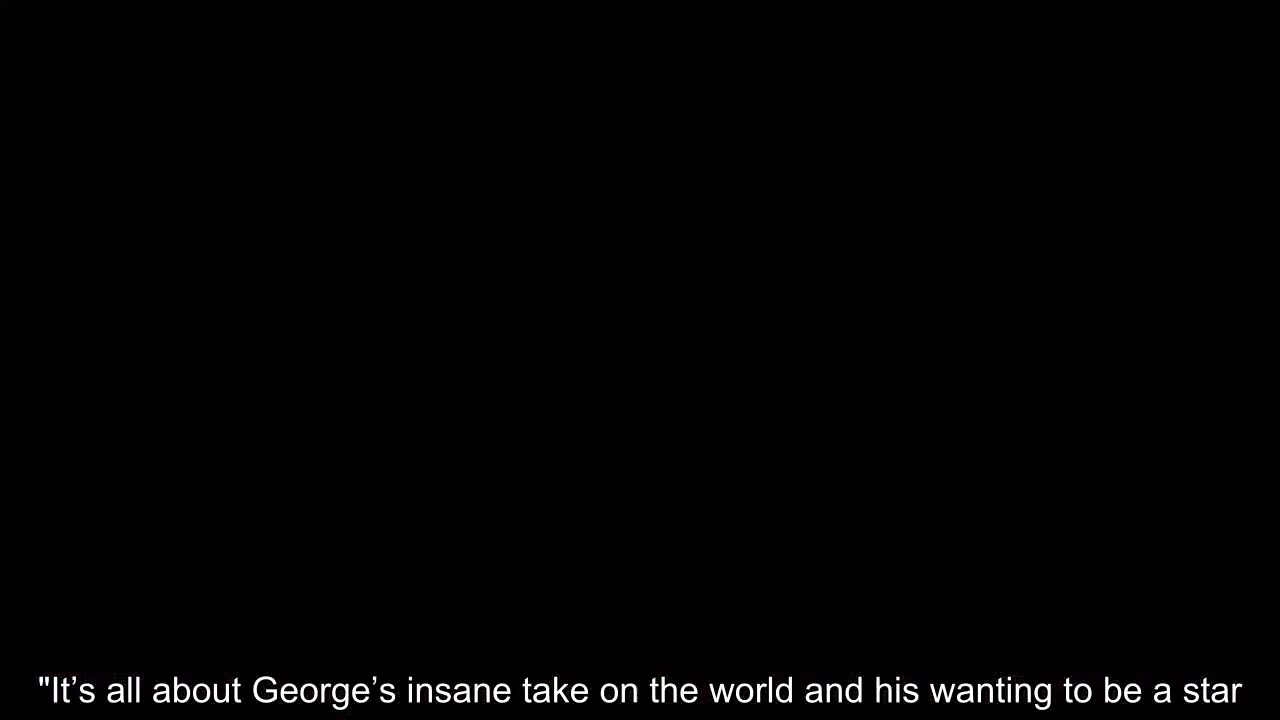 "It’s all about George’s insane take on the world and his wanting to be a star